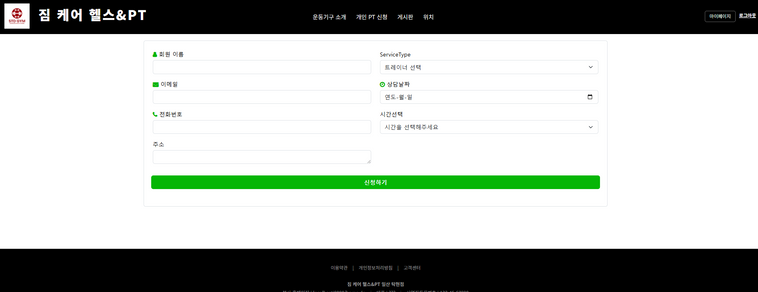 짐 케어 헬스&PT
운동기구 소개 개인 PT 신청 게시판 위치
마이페이지 로그아웃
회원 이름
ServiceType
트레이너 선택
이메일
상담날짜
연도-월-일
전화번호
시간선택
시간을 선택해주세요
주소
신청하기
이용약관 | 개인정보처리방침 | 고객센터
짐 케어 헬스&PT 일산 탄현점